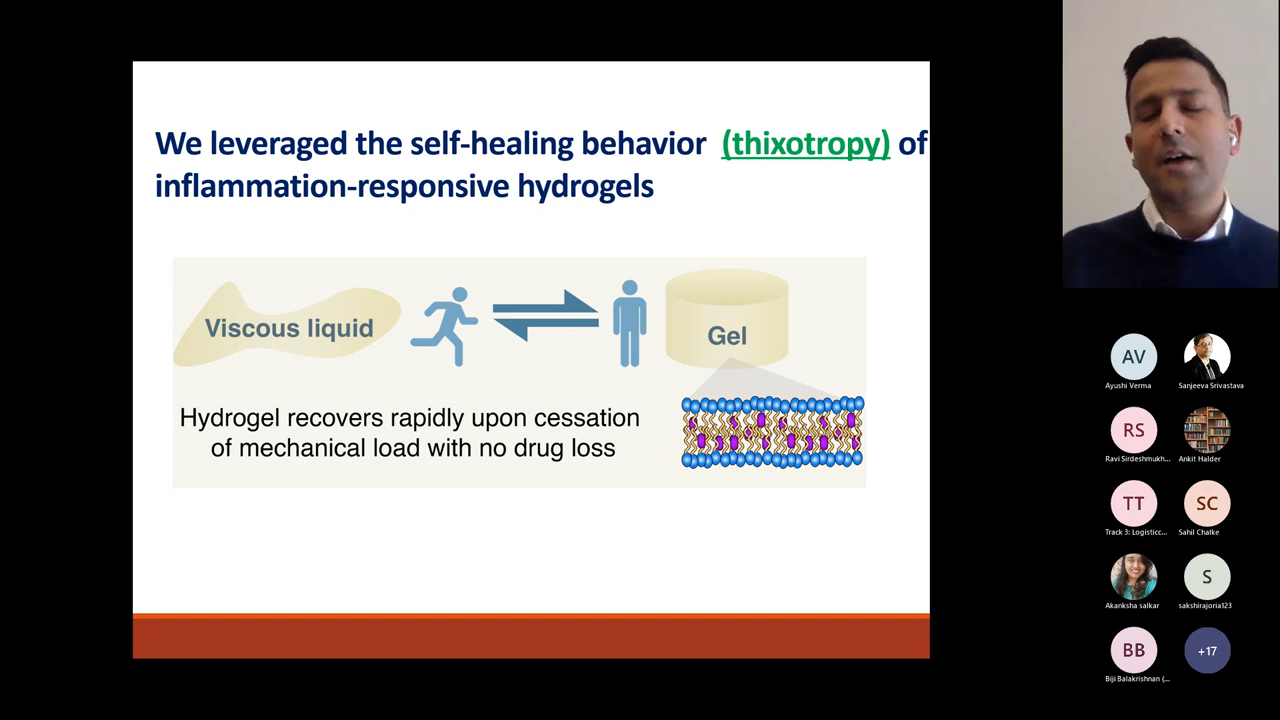 We leveraged the self-healing behavior (thixotropy) of
inflammation-responsive hydrogels
Viscous liquid
Gel
Hydrogel recovers rapidly upon cessation
of mechanical load with no drug loss
AV
Ayushi Verma
Sanjeeva Srivastava
RS
Ravi Sirdeshmukh...
Ankit Halder
TT
Track 3: Logisticc...
SC
Sahil Chalke
Akanksha salkar
S
sakshirajoria123
BB
Biji Balakrishnan (...
+17